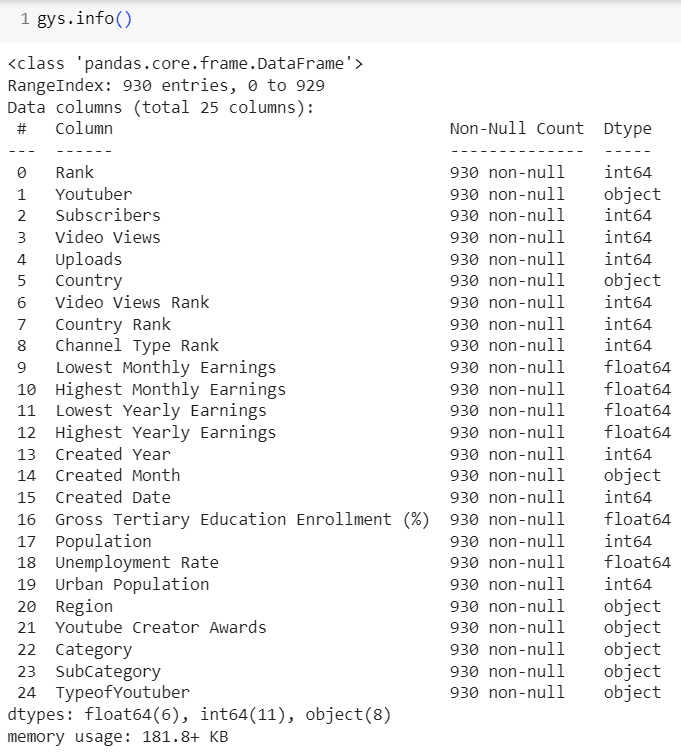 1 gys.info()
<class 'pandas.core.frame.DataFrame'>
RangeIndex: 930 entries, 0 to 929
Data columns (total 25 columns):
 #   Column                                   Non-Null Count  Dtype
---  ------                                   --------------  -----
 0   Rank                                     930 non-null    int64
 1   Youtuber                                 930 non-null    object
 2   Subscribers                              930 non-null    int64
 3   Video Views                              930 non-null    int64
 4   Uploads                                  930 non-null    int64
 5   Country                                  930 non-null    object
 6   Video Views Rank                         930 non-null    int64
 7   Country Rank                             930 non-null    int64
 8   Channel Type Rank                        930 non-null    int64
 9   Lowest Monthly Earnings                  930 non-null    float64
 10  Highest Monthly Earnings                 930 non-null    float64
 11  Lowest Yearly Earnings                   930 non-null    float64
 12  Highest Yearly Earnings                  930 non-null    float64
 13  Created Year                             930 non-null    int64
 14  Created Month                            930 non-null    object
 15  Created Date                             930 non-null    int64
 16  Gross Tertiary Education Enrollment (%)  930 non-null    float64
 17  Population                               930 non-null    int64
 18  Unemployment Rate                        930 non-null    float64
 19  Urban Population                         930 non-null    int64
 20  Region                                   930 non-null    object
 21  Youtube Creator Awards                   930 non-null    object
 22  Category                                 930 non-null    object
 23  SubCategory                              930 non-null    object
 24  TypeofYoutuber                           930 non-null    object
dtypes: float64(6), int64(11), object(8)
memory usage: 181.8+ KB